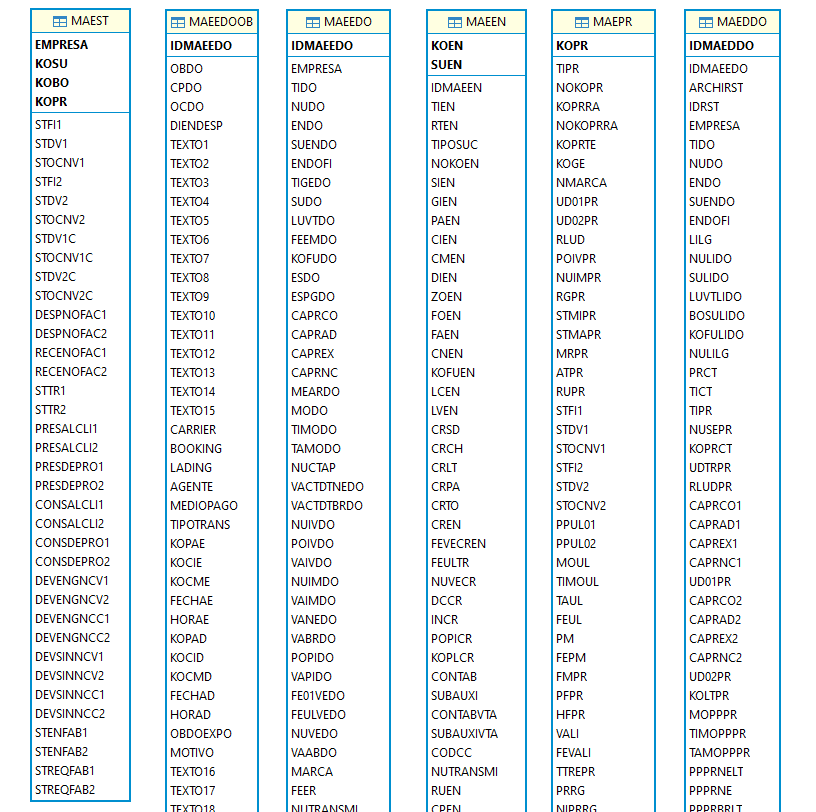 MAEST
EMPRESA
KOSU
KOBO
KOPR
STFI1
STDV1
STOCNV1
STFI2
STDV2
STOCNV2
STDV1C
STOCNV1C
STDV2C
STOCNV2C
DESPNOFAC1
DESPNOFAC2
RECENOFAC1
RECENOFAC2
STTR1
STTR2
PRESALCLI1
PRESALCLI2
PRESDEPRO1
PRESDEPRO2
CONSALCLI1
CONSALCLI2
CONSDEPRO1
CONSDEPRO2
DEVENGNCV1
DEVENGNCV2
DEVENGNCC1
DEVENGNCC2
DEVSINNCV1
DEVSINNCV2
DEVSINNCC1
DEVSINNCC2
STENFAB1
STENFAB2
STREQFAB1
STREQFAB2
MAEEDOOB
IDMAEEDO
OBDO
CPDO
OCDO
DIENDESP
TEXTO1
TEXTO2
TEXTO3
TEXTO4
TEXTO5
TEXTO6
TEXTO7
TEXTO8
TEXTO9
TEXTO10
TEXTO11
TEXTO12
TEXTO13
TEXTO14
TEXTO15
CARRIER
BOOKING
LADING
AGENTE
MEDIOPAGO
TIPOTRANS
KOPAE
KOCIE
KOCME
FECHAE
HORAE
KOPAD
KOCID
KOCMD
FECHAD
HORAD
OBDOEXPO
MOTIVO
TEXTO16
TEXTO17
TEXTO18
MAEEDO
IDMAEEDO
EMPRESA
TIDO
NUDO
ENDO
SUENDO
ENDOFI
TIGEDO
SUDO
LUVTDO
FEEMDO
KOFUDO
ESDO
ESPGDO
CAPRCO
CAPRAD
CAPREX
CAPRNC
MEARDO
MODO
TIMODO
TAMODO
NUCTAP
VACTDTNEDO
VACTDTBRDO
NUIVDO
POIVDO
VAIVDO
NUIMDO
VAIMDO
VANEDO
VABRDO
POPIDO
VAPIDO
FE01VEDO
FEULVEDO
NUVEDO
VAABDO
MARCA
FEER
NUTRANSMI
MAEEN
KOEN
SUEN
IDMAEEN
TIEN
RTEN
TIPOSUC
NOKOEN
SIEN
GIEN
PAEN
CIEN
CMEN
DIEN
ZOEN
FOEN
FAEN
CNEN
KOFUEN
LCEN
LVEN
CRSD
CRCH
CRLT
CRPA
CRTO
CREN
FEVECREN
FEULTR
NUVECR
DCCR
INCR
POPICR
KOPLCR
CONTAB
SUBAUXI
CONTABVTA
SUBAUXIVTA
CODCC
NUTRANSMI
RUEN
CPEN
MAEPR
KOPR
TIPR
NOKOPR
KOPRRA
NOKOPRRA
KOPRTE
KOGE
NMARCA
UD01PR
UD02PR
RLUD
POIVPR
NUIMPR
RGPR
STMIPR
STMAPR
MRPR
ATPR
RUPR
STFI1
STDV1
STOCNV1
STFI2
STDV2
STOCNV2
PPUL01
PPUL02
MOUL
TIMOUL
TAUL
FEUL
PM
FEPM
FMPR
PFPR
HFPR
VALI
FEVALI
TTREPR
PRRG
NIPRRG
MAEDDO
IDMAEDDO
IDMAEEDO
ARCHIRST
IDRST
EMPRESA
TIDO
NUDO
ENDO
SUENDO
ENDOFI
LILG
NULIDO
SULIDO
LUVTLIDO
BOSULIDO
KOFULIDO
NULILG
PRCT
TICT
TIPR
NUSEPR
KOPRCT
UDTRPR
RLUDPR
CAPRCO1
CAPRAD1
CAPREX1
CAPRNC1
UD01PR
CAPRCO2
CAPRAD2
CAPREX2
CAPRNC2
UD02PR
KOLTPR
MOPPPR
TIMOPPPR
TAMOPPPR
PPPRNELT
PPPRNE
PPPRBRLT